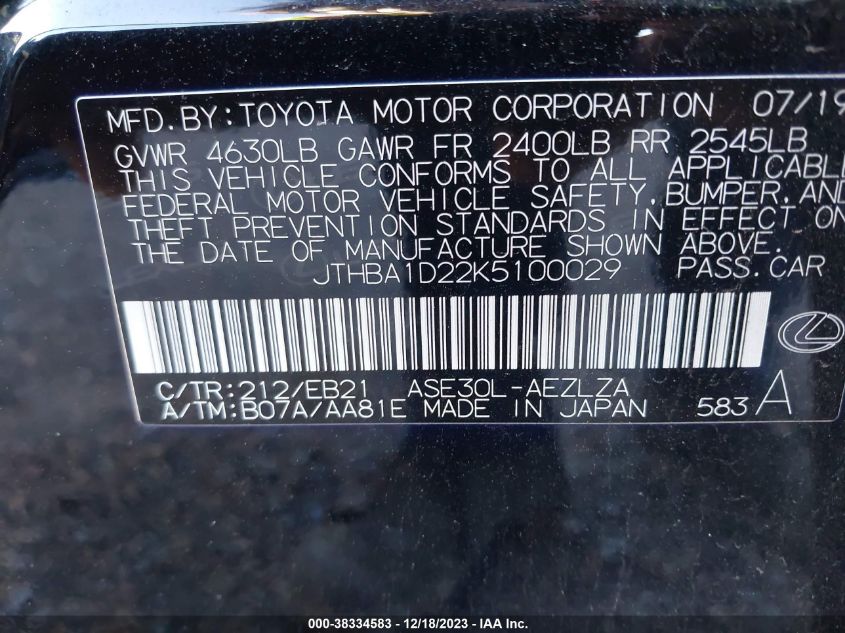 MFD.BY:TOYOTA MOTOR CORPORATION 07/19
GVWR 4630LB GAWR FR 2400LB RR 2545LB
THIS VEHICLE CONFORMS TO ALL APPLICABLE
FEDERAL MOTOR VEHICLE SAFETY,BUMPER,AND
THEFT PREVENTION STANDARDS IN EFFECT ON
THE DATE OF MANUFACTURE SHOWN ABOVE.
JTHBA1D22K5100029 PASS.CAR
C/TR:212/EB21 ASE30L-AEZLZA
A/TM:B07A/AA81E MADE IN JAPAN 583 A
000-38334583 - 12/18/2023 - IAA Inc.